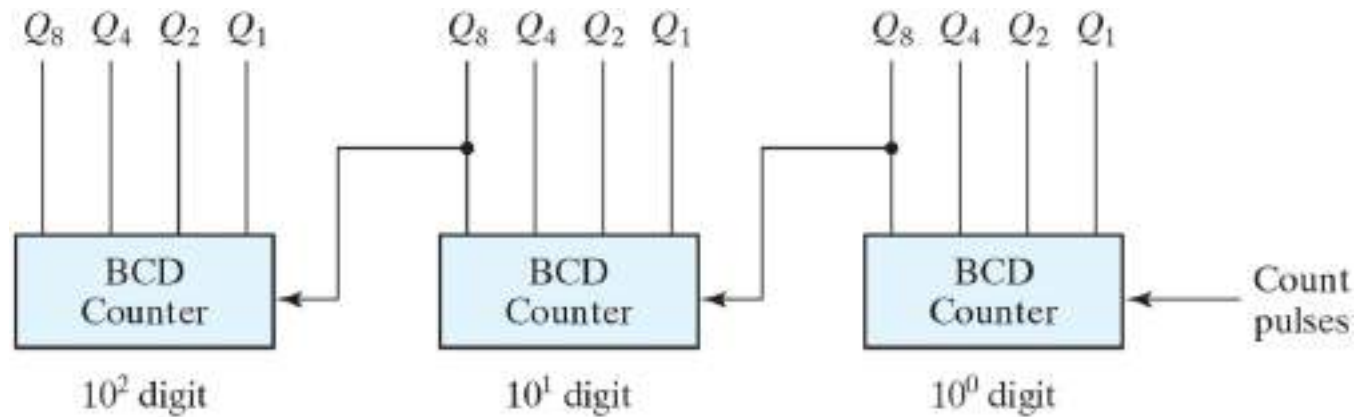 Q₈ Q₄ Q₂ Q₁ Q₈ Q₄ Q₂ Q₁ Q₈ Q₄ Q₂ Q₁
BCD
Counter
BCD
Counter
BCD
Counter
Count
pulses
10² digit
10¹ digit
10⁰ digit